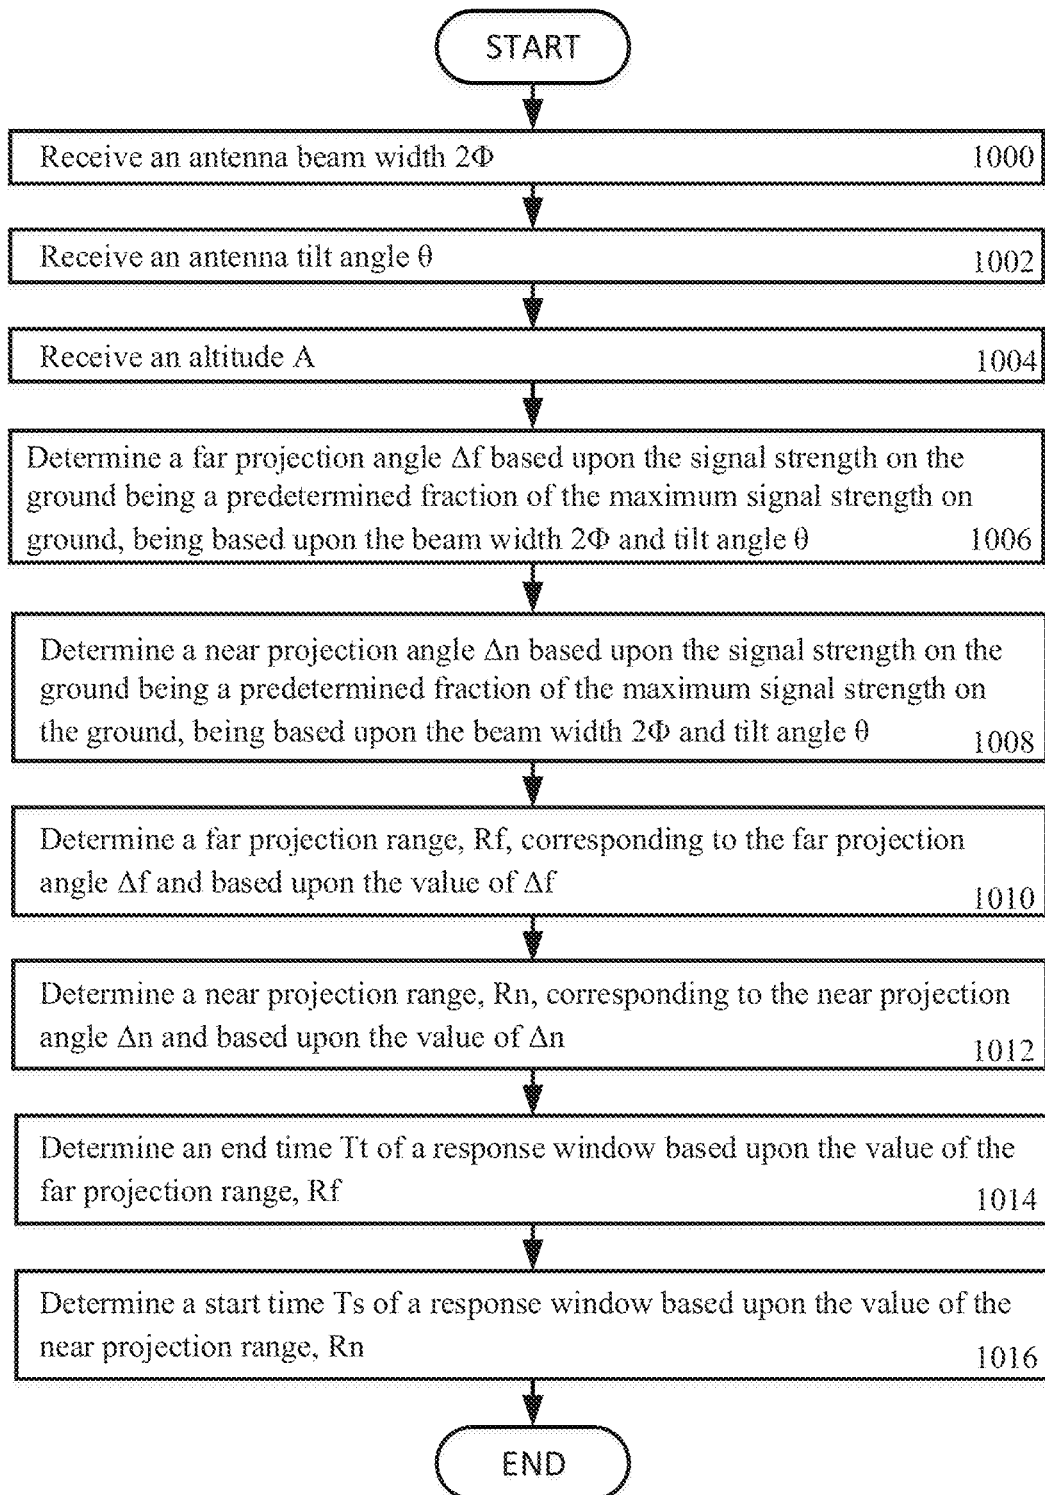 START
Receive an antenna beam width 2Φ
1000
Receive an antenna tilt angle θ
1002
Receive an altitude A
1004
Determine a far projection angle Δf based upon the signal strength on the
ground being a predetermined fraction of the maximum signal strength on
ground, being based upon the beam width 2Φ and tilt angle θ
1006
Determine a near projection angle Δn based upon the signal strength on the
ground being a predetermined fraction of the maximum signal strength on
the ground, being based upon the beam width 2Φ and tilt angle θ
1008
Determine a far projection range, Rf, corresponding to the far projection
angle Δf and based upon the value of Δf
1010
Determine a near projection range, Rn, corresponding to the near projection
angle Δn and based upon the value of Δn
1012
Determine an end time Tt of a response window based upon the value of the
far projection range, Rf
1014
Determine a start time Ts of a response window based upon the value of the
near projection range, Rn
1016
END